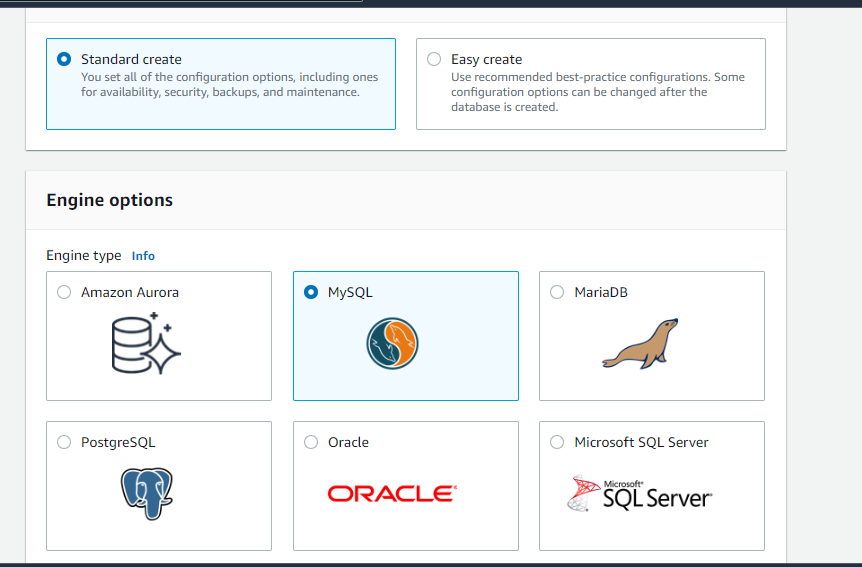 Standard create
You set all of the configuration options, including ones
for availability, security, backups, and maintenance.
Easy create
Use recommended best-practice configurations. Some
configuration options can be changed after the
database is created.
Engine options
Engine type Info
Amazon Aurora
MySQL
MariaDB
PostgreSQL
Oracle
ORACLE®
Microsoft SQL Server
Microsoft®
SQL Server®